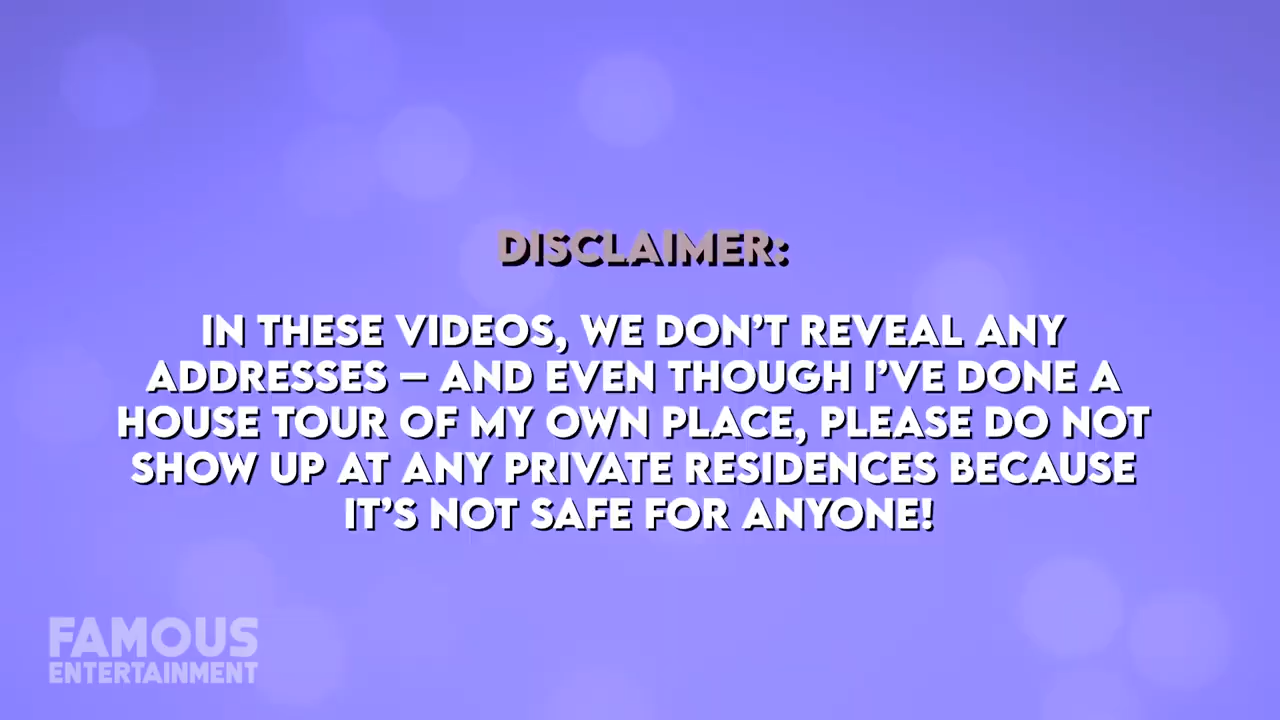 DISCLAIMER:
IN THESE VIDEOS, WE DON'T REVEAL ANY
ADDRESSES – AND EVEN THOUGH I'VE DONE A
HOUSE TOUR OF MY OWN PLACE, PLEASE DO NOT
SHOW UP AT ANY PRIVATE RESIDENCES BECAUSE
IT'S NOT SAFE FOR ANYONE!
FAMOUS
ENTERTAINMENT